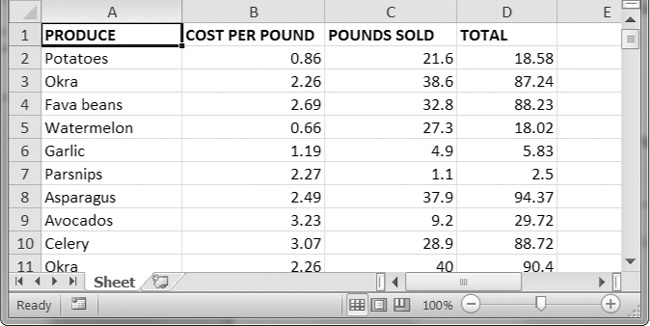 A B C D E
1 PRODUCE COST PER POUND POUNDS SOLD TOTAL
2 Potatoes 0.86 21.6 18.58
3 Okra 2.26 38.6 87.24
4 Fava beans 2.69 32.8 88.23
5 Watermelon 0.66 27.3 18.02
6 Garlic 1.19 4.9 5.83
7 Parsnips 2.27 1.1 2.5
8 Asparagus 2.49 37.9 94.37
9 Avocados 3.23 9.2 29.72
10 Celery 3.07 28.9 88.72
11 Okra 2.26 40 90.4
Sheet
Ready 100%